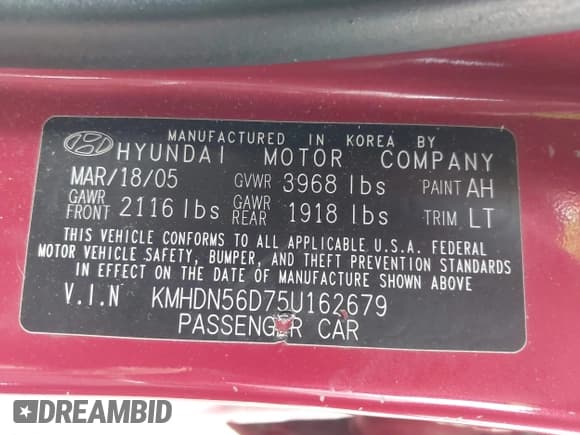 MANUFACTURED IN KOREA BY
HYUNDAI MOTOR COMPANY
MAR/18/05 GVWR 3968 lbs PAINT AH
GAWR FRONT 2116 lbs GAWR REAR 1918 lbs TRIM LT
THIS VEHICLE CONFORMS TO ALL APPLICABLE U.S.A. FEDERAL
MOTOR VEHICLE SAFETY, BUMPER, AND THEFT PREVENTION STANDARDS
IN EFFECT ON THE DATE OF MANUFACTURE SHOWN ABOVE
V.I.N KMHDN56D75U162679
PASSENGER CAR
DREAMBID